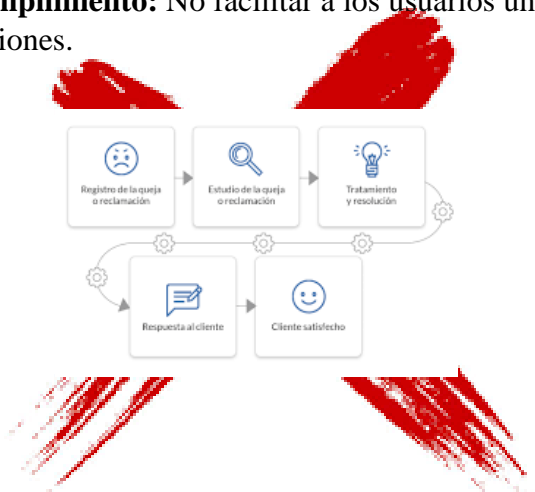 mplimiento: No facilitar a los usuarios un
iones.
Registro de la queja
o reclamación
Estudio de la queja
o reclamación
Tratamiento
y resolución
Respuesta al cliente
Cliente satisfecho